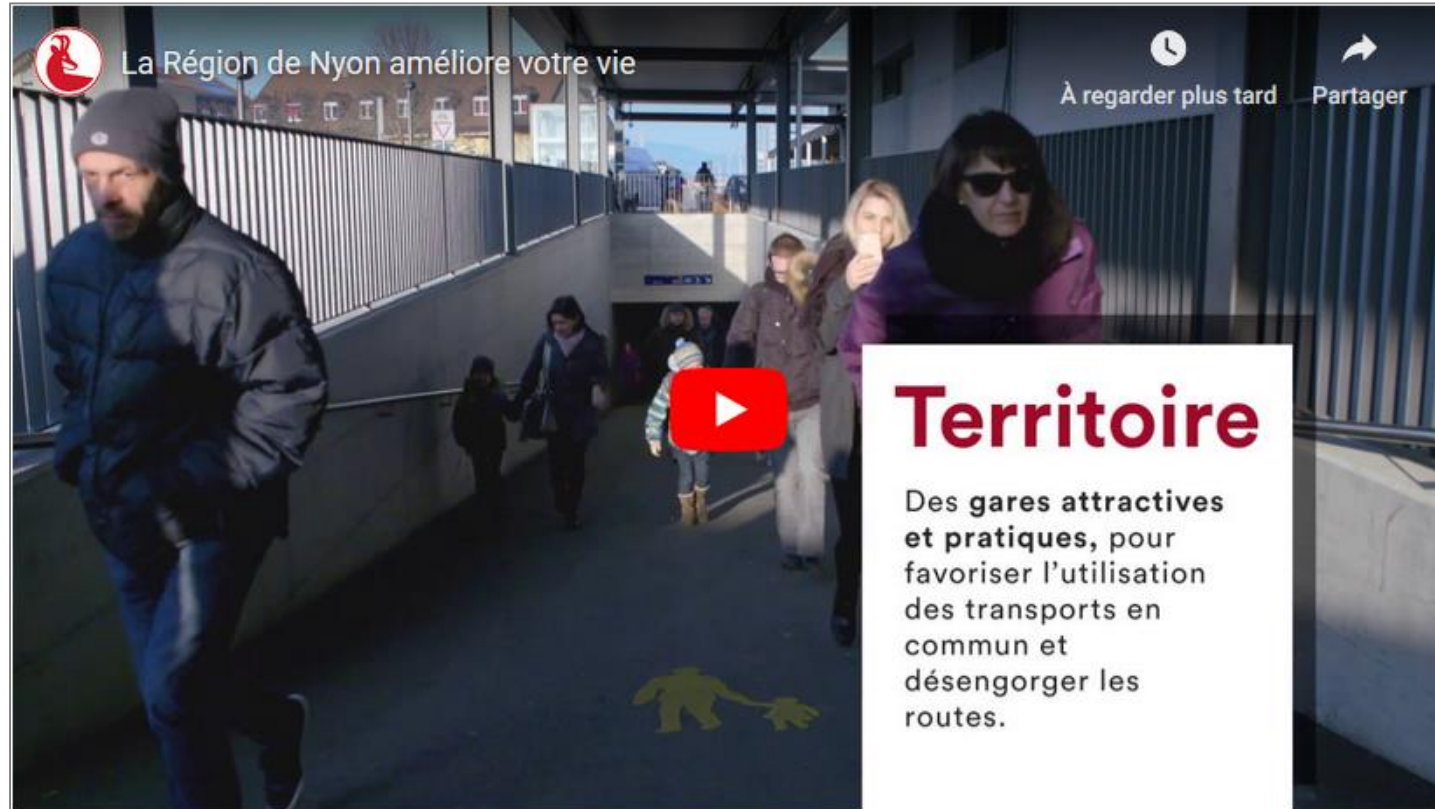 La Région de Nyon améliore votre vie
À regarder plus tard
Partager
Territoire
Des gares attractives
et pratiques, pour
favoriser l’utilisation
des transports en
commun et
désengorger les
routes.